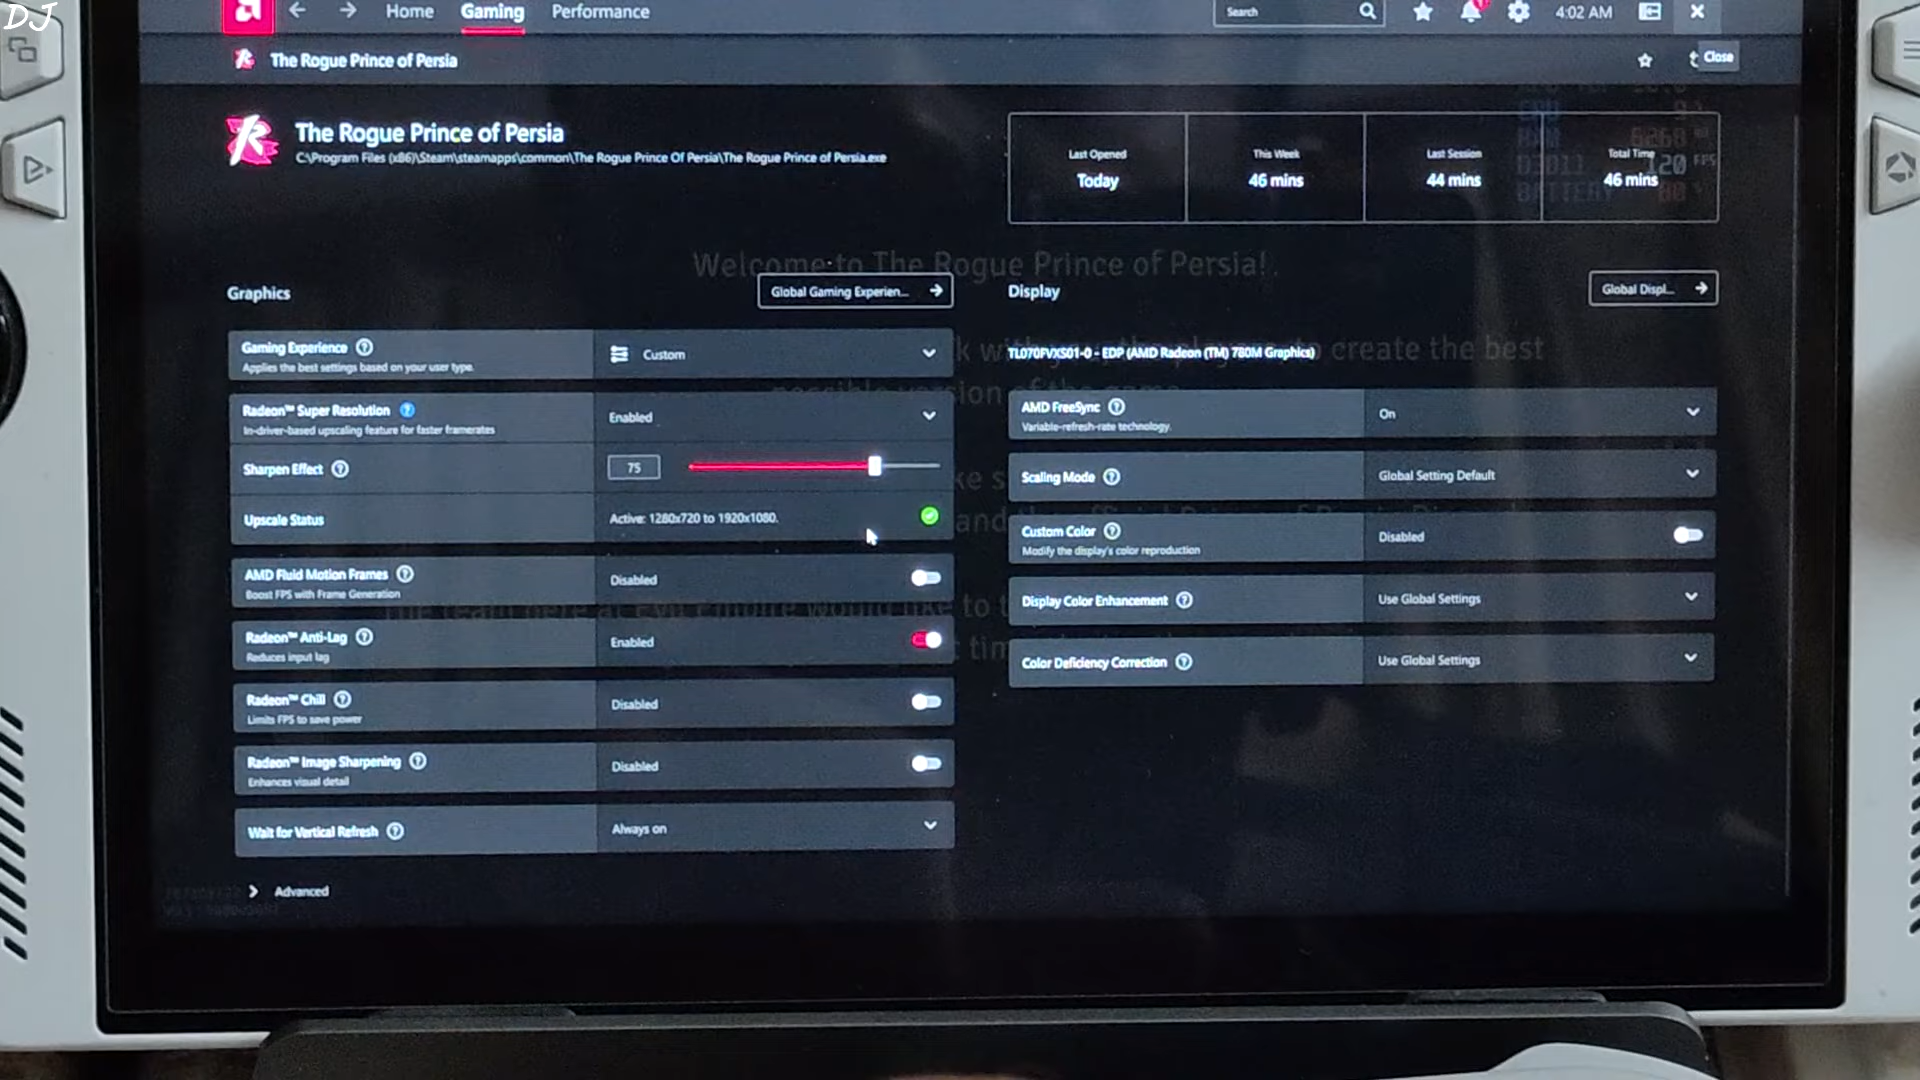 DJ
Home Gaming Performance
Search
4:02 AM
The Rogue Prince of Persia
Close
The Rogue Prince of Persia
C:\Program Files (x86)\Steam\steamapps\common\The Rogue Prince Of Persia\The Rogue Prince of Persia.exe
Last Opened
Today
This Week
46 mins
Last Session
44 mins
Total Time
46 mins
120 FPS
Welcome to The Rogue Prince of Persia!
Graphics
Global Gaming Experien...
Gaming Experience
Applies the best settings based on your user type.
Custom
Radeon™ Super Resolution
In-driver-based upscaling feature for faster framerates
Enabled
Sharpen Effect
75
Upscale Status
Active: 1280x720 to 1920x1080.
AMD Fluid Motion Frames
Boost FPS with Frame Generation
Disabled
Radeon™ Anti-Lag
Reduces input lag
Enabled
Radeon™ Chill
Limits FPS to save power
Disabled
Radeon™ Image Sharpening
Enhances visual detail
Disabled
Wait for Vertical Refresh
Always on
Advanced
Display
Global Displ...
TL070FVXS01-0 - EDP (AMD Radeon (TM) 780M Graphics)
create the best
AMD FreeSync
Variable-refresh-rate technology.
On
Scaling Mode
Global Setting Default
Custom Color
Modify the display's color reproduction
Disabled
Display Color Enhancement
Use Global Settings
Color Deficiency Correction
Use Global Settings